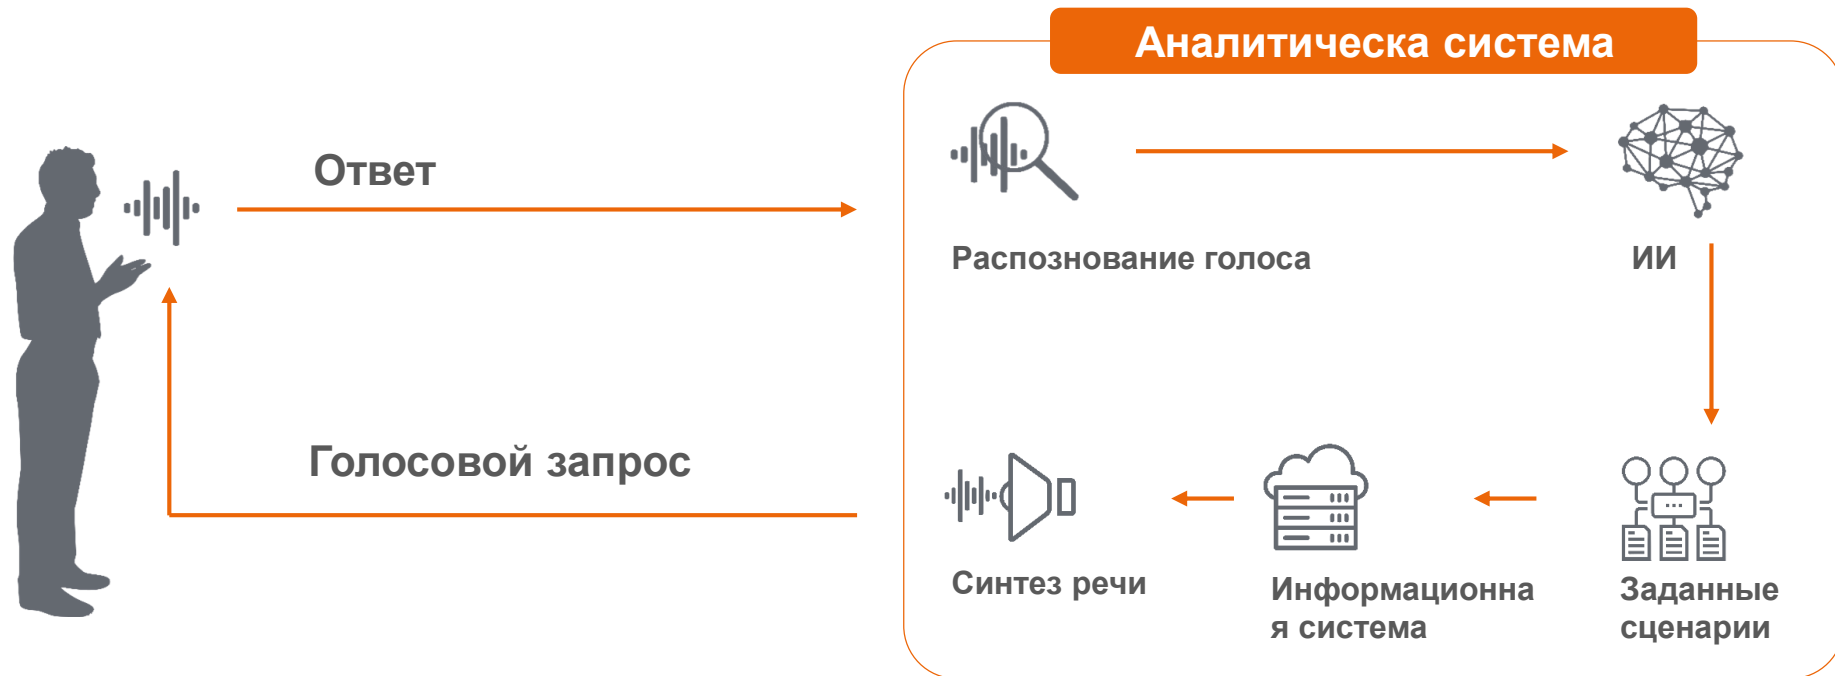 Аналитическа система
Ответ
Распознование голоса
ИИ
Голосовой запрос
Синтез речи
Информационна
я система
Заданные
сценарии